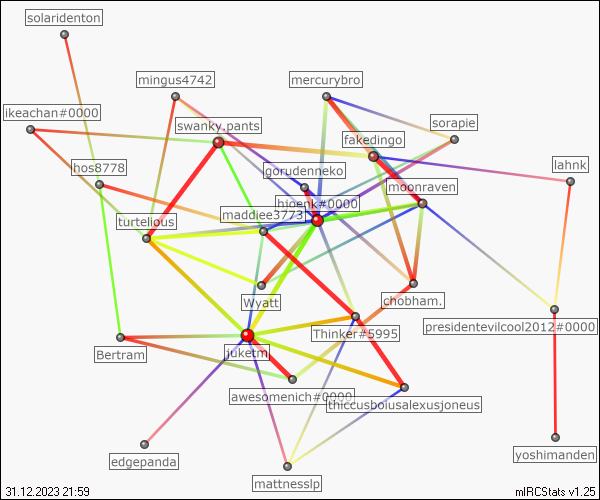 solaridenton
mingus4742
mercurybro
ikeachan#0000
swanky.pants
sorapie
fakedingo
hos8778
gorudenneko
lahnk
moonraven
hjoenk#0000
maddiee3773
turtelious
Wyatt
chobham.
Thinker#5995
presidentevilcool2012#0000
Bertram
juketm
awesomenich#0000
thiccusboiusalexusjoneus
edgepanda
yoshimanden
mattnesslp
31.12.2023 21:59
mIRCStats v1.25